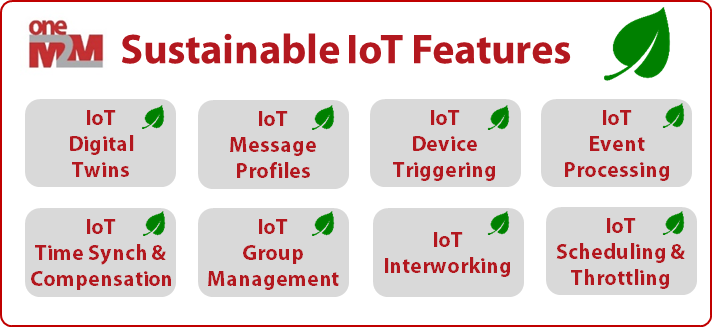 one
M2M
Sustainable IoT Features
IoT
Digital
Twins
IoT
Message
Profiles
IoT
Device
Triggering
IoT
Event
Processing
IoT
Time Synch &
Compensation
IoT
Group
Management
IoT
Interworking
IoT
Scheduling &
Throttling